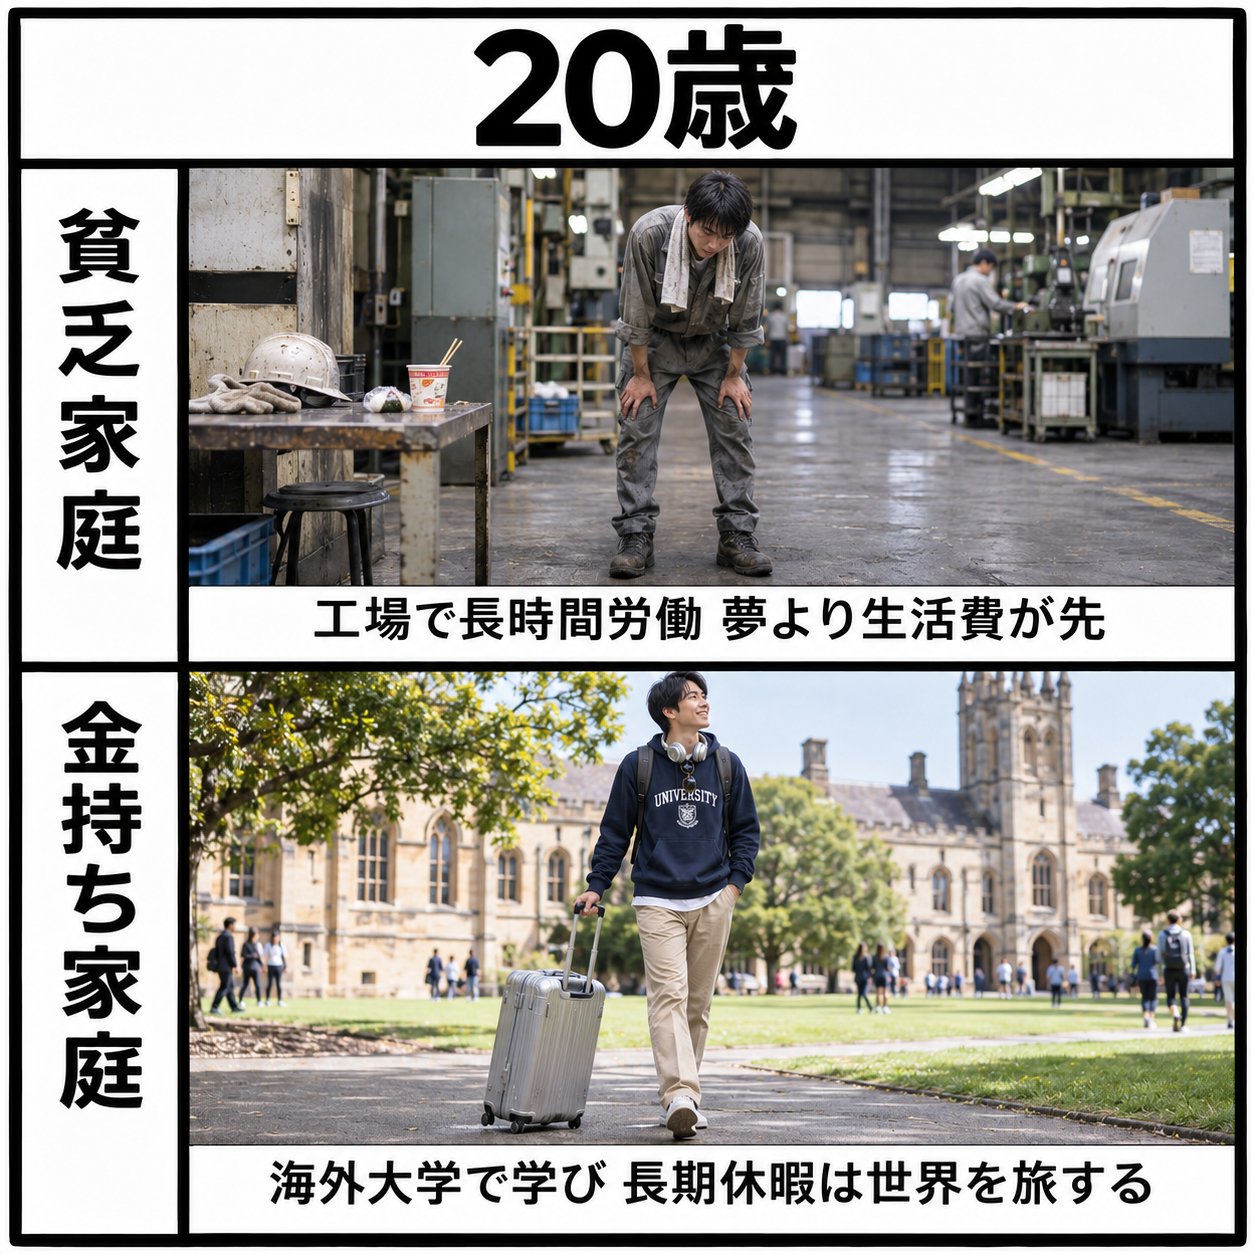 20歳
貧乏家庭
工場で長時間労働 夢より生活費が先
金持ち家庭
UNIVERSITY
海外大学で学び 長期休暇は世界を旅する